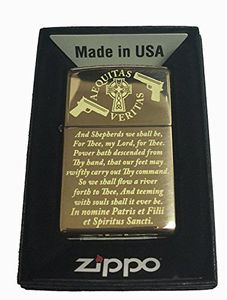 Made in USA
AEQUITAS
VERITAS
And Shepherds we shall be,
For Thee, my Lord, for Thee.
Power hath descended from
Thy hand, that our feet may
swiftly carry out Thy command.
So we shall flow a river
forth to Thee, And teeming
with souls shall it ever be.
In nomine Patris et Filii
et Spiritus Sancti.
zippo